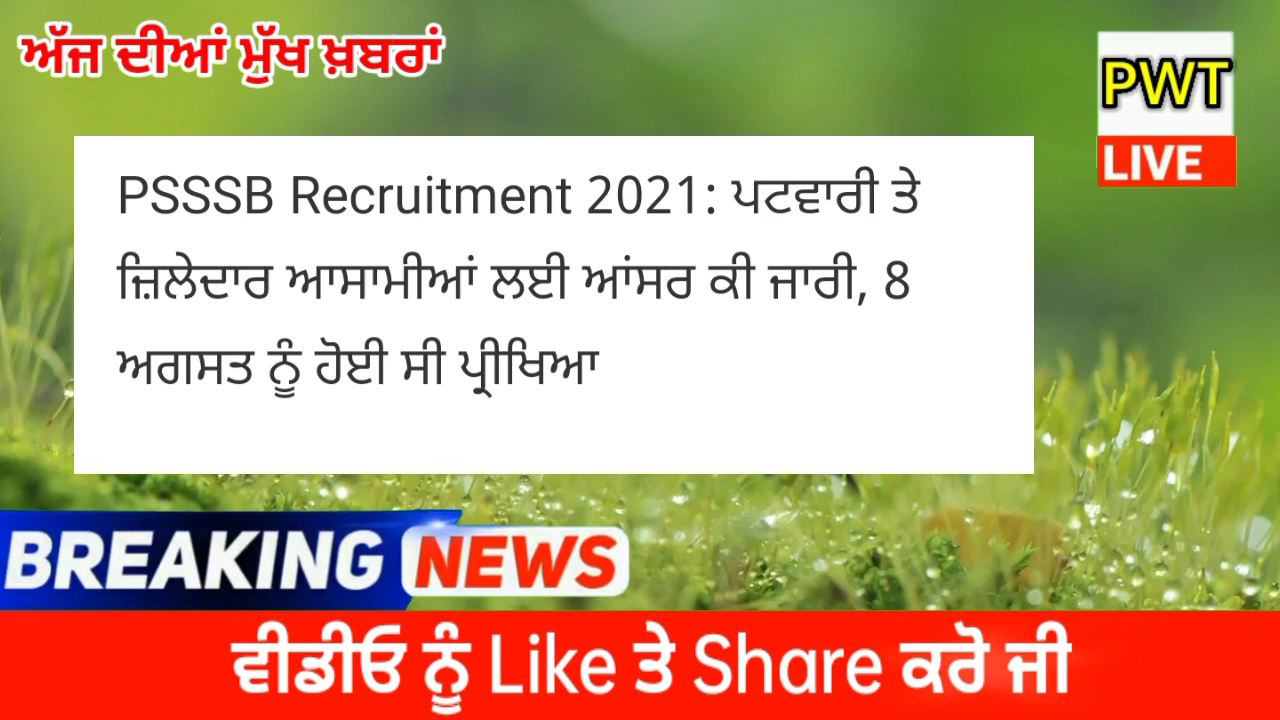 ਅੱਜ ਦੀਆਂ ਮੁੱਖ ਖ਼ਬਰਾਂ
PWT
LIVE
PSSSB Recruitment 2021: ਪਟਵਾਰੀ ਤੇ
ਜ਼ਿਲੇਦਾਰ ਆਸਾਮੀਆਂ ਲਈ ਆਂਸਰ ਕੀ ਜਾਰੀ, 8
ਅਗਸਤ ਨੂੰ ਹੋਈ ਸੀ ਪ੍ਰੀਖਿਆ
BREAKING NEWS
ਵੀਡੀਓ ਨੂੰ Like ਤੇ Share ਕਰੋ ਜੀ